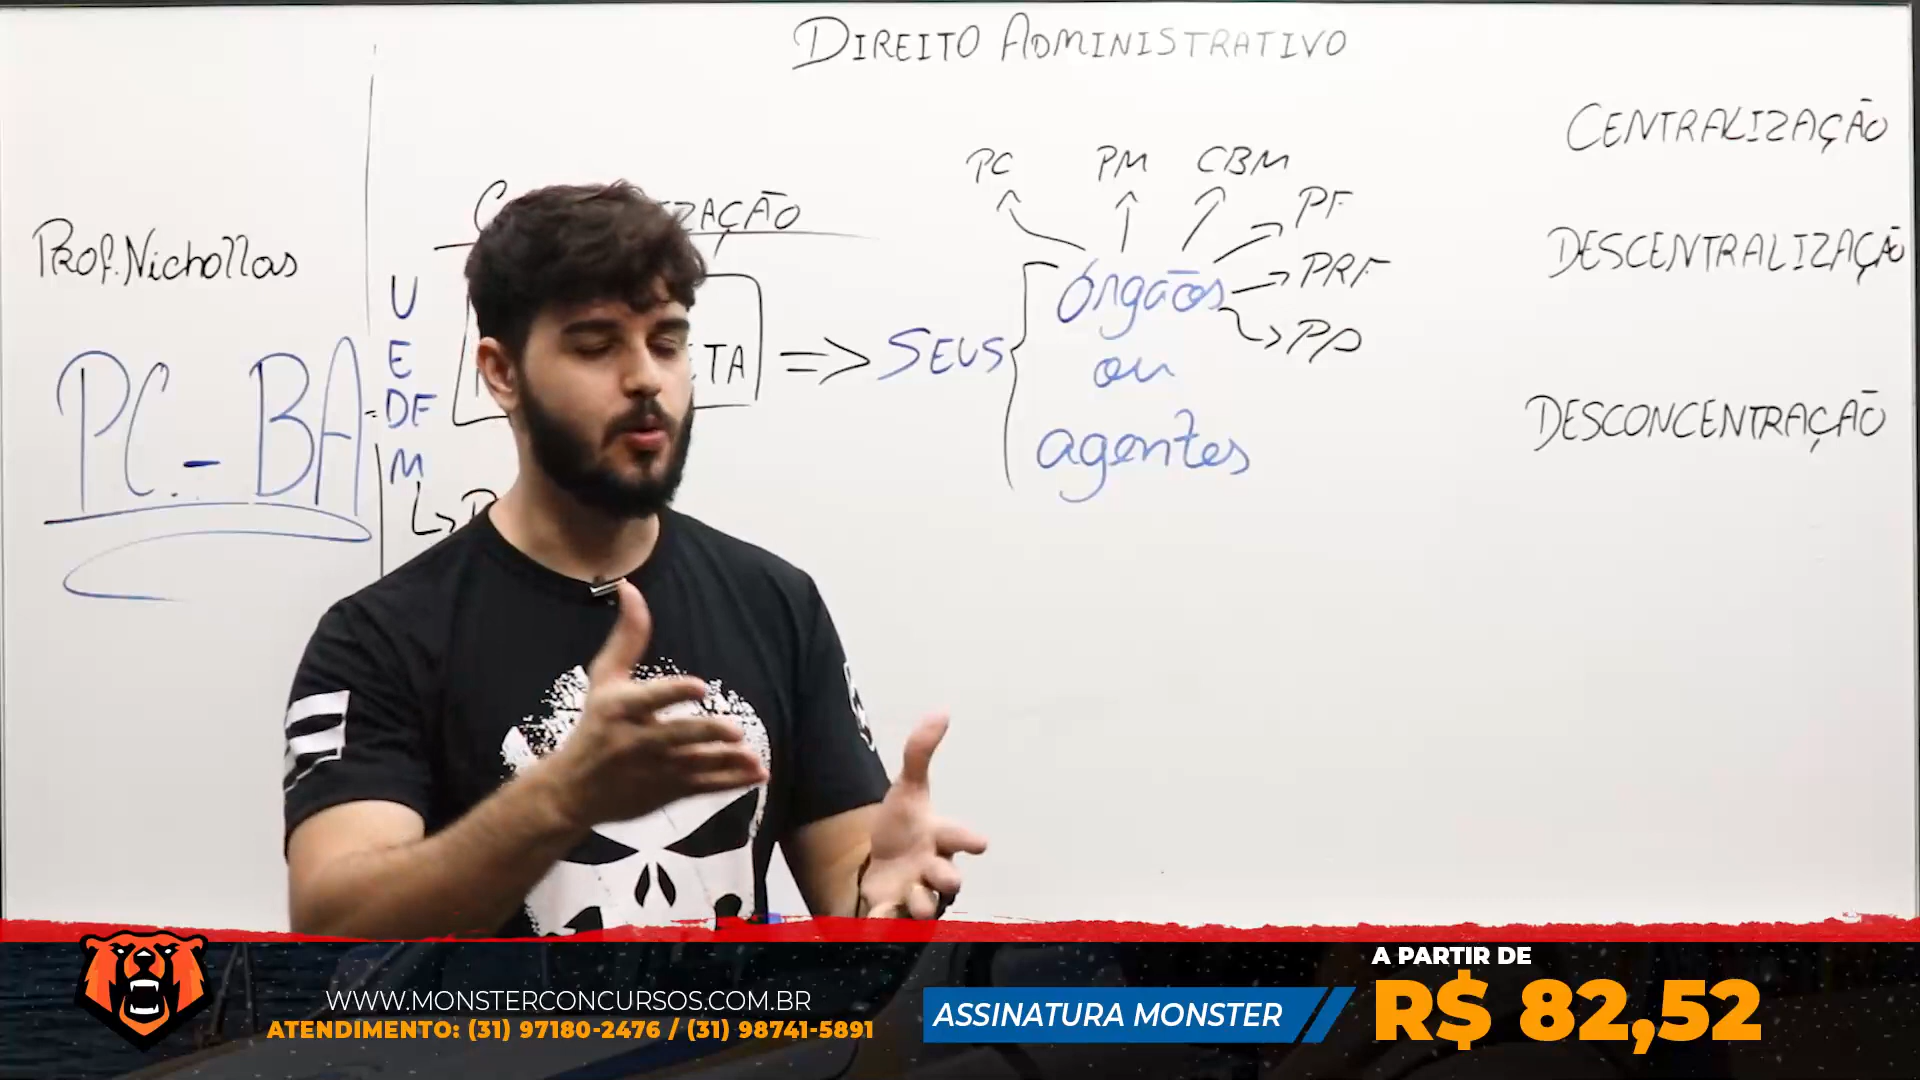 DIREITO ADMINISTRATIVO
CENTRALIZAÇÃO
DESCENTRALIZAÇÃO
DESCONCENTRAÇÃO
Prof. Nichollas
PC-BA
U
E
DF
M
PC PM CBM
PF
PRF
PP
=> SEUS
órgãos
ou
agentes
WWW.MONSTERCONCURSOS.COM.BR
ATENDIMENTO: (31) 97180-2476 / (31) 98741-5891
ASSINATURA MONSTER
A PARTIR DE
R$ 82,52